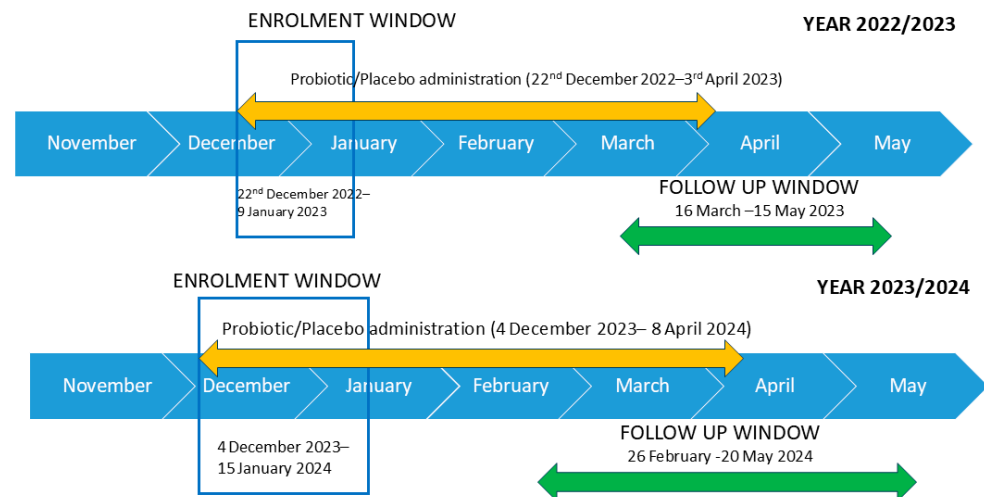 ENROLMENT WINDOW
YEAR 2022/2023
Probiotic/Placebo administration (22nd December 2022–3rd April 2023)
November December January February March April May
22nd December 2022–
9 January 2023
FOLLOW UP WINDOW
16 March –15 May 2023
ENROLMENT WINDOW
YEAR 2023/2024
Probiotic/Placebo administration (4 December 2023– 8 April 2024)
November December January February March April May
4 December 2023–
15 January 2024
FOLLOW UP WINDOW
26 February -20 May 2024